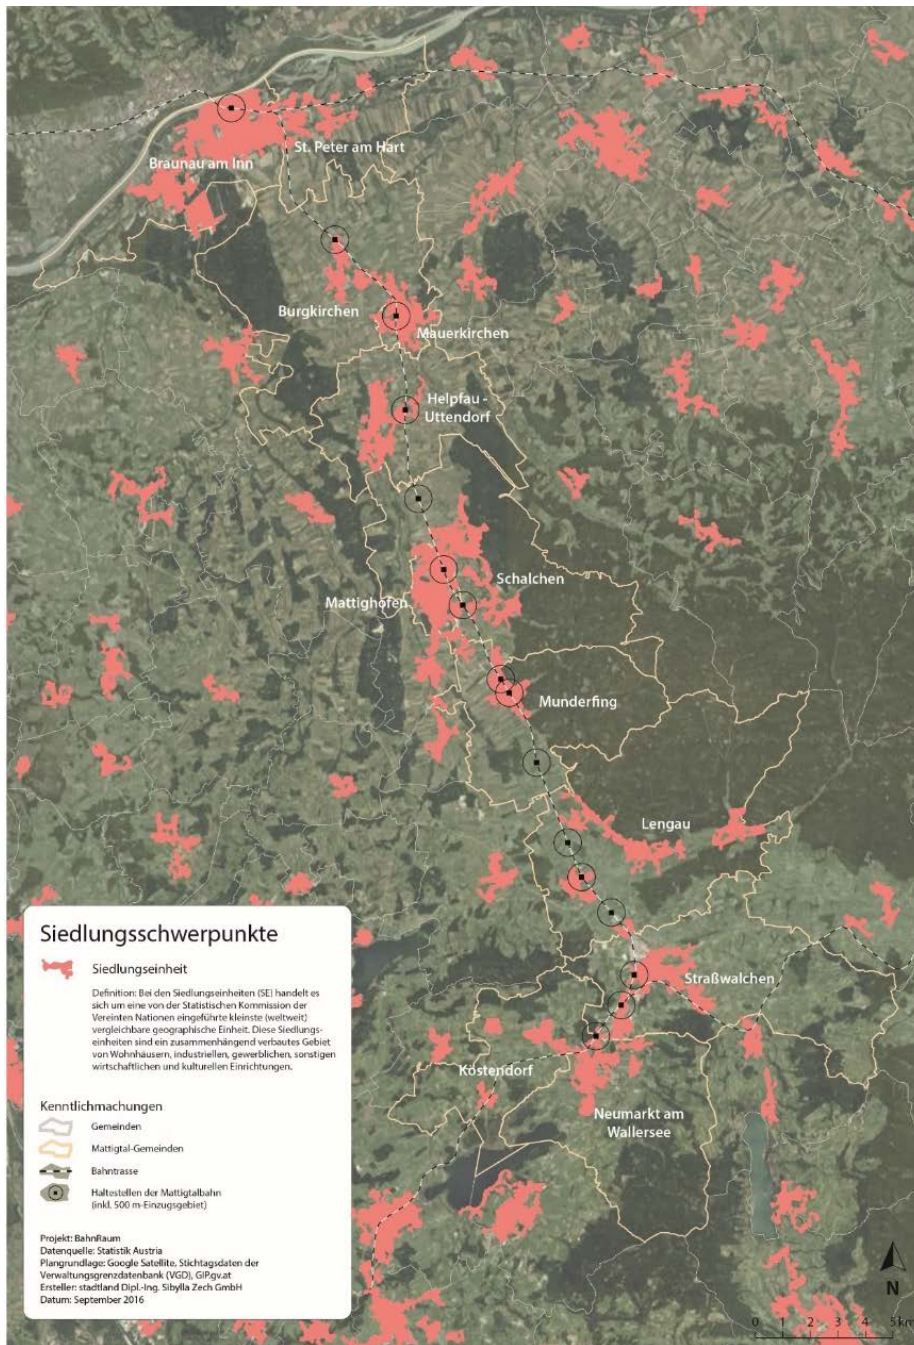 St. Peter am Hart
Braunau am Inn
Burgkirchen
Mauerkirchen
Helpfau -
Uttendorf
Schalchen
Mattighofen
Munderfing
Lengau
Straßwalchen
Köstendorf
Neumarkt am
Wallersee
Siedlungsschwerpunkte
Siedlungseinheit
Definition: Bei den Siedlungseinheiten (SE) handelt es
sich um eine von der Statistischen Kommission der
Vereinten Nationen eingeführte kleinste (weltweit)
vergleichbare geographische Einheit. Diese Siedlungs-
einheiten sind ein zusammenhängend verbautes Gebiet
von Wohnhäusern, industriellen, gewerblichen, sonstigen
wirtschaftlichen und kulturellen Einrichtungen.
Kenntlichmachungen
Gemeinden
Mattigtal-Gemeinden
Bahntrasse
Haltestellen der Mattigtalbahn
(inkl. 500 m-Einzugsgebiet)
Projekt: BahnRaum
Datenquelle: Statistik Austria
Plangrundlage: Google Satellite, Stichtagsdaten der
Verwaltungsgrenzdatenbank (VGD), GIP.gv.at
Ersteller: stadtland Dipl.-Ing. Sibylla Zech GmbH
Datum: September 2016
N
0 1 2 3 4 5 km